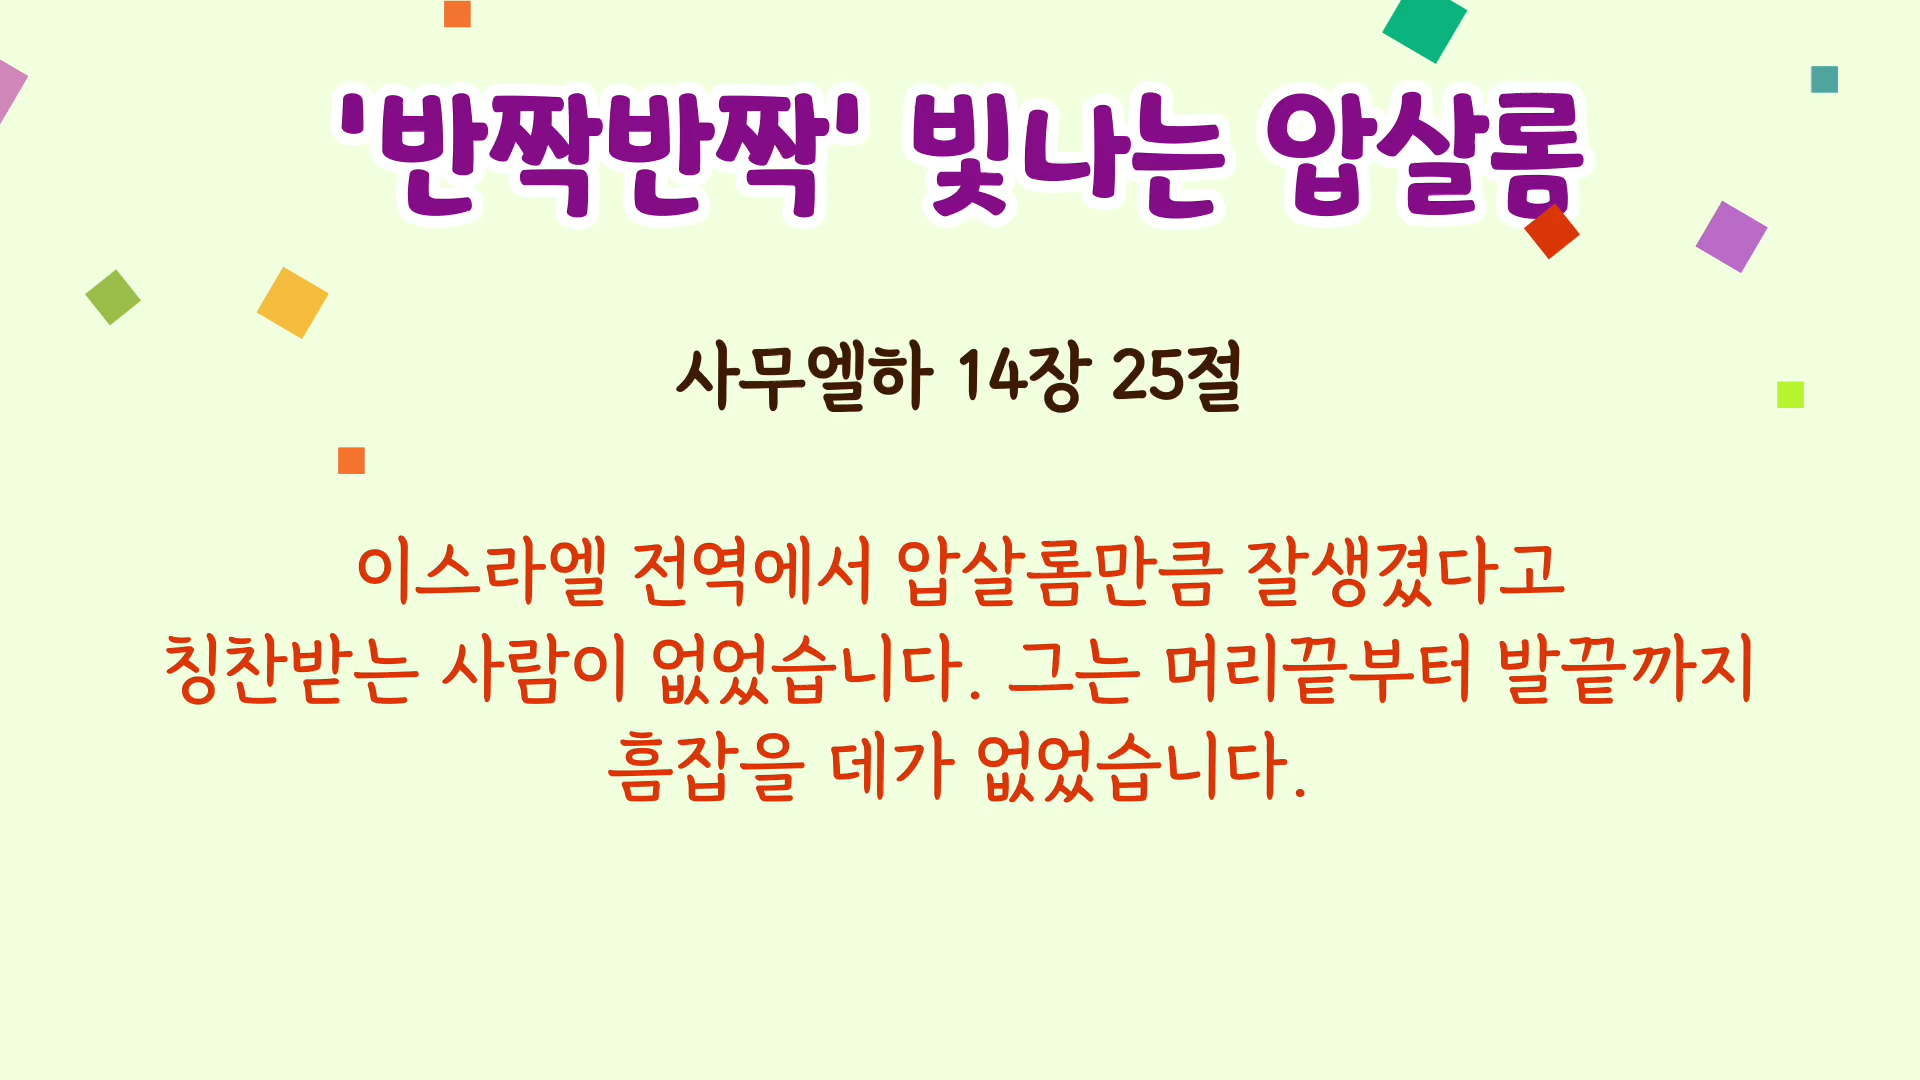 '반짝반짝' 빛나는 압살롬
사무엘하 14장 25절
이스라엘 전역에서 압살롬만큼 잘생겼다고
칭찬받는 사람이 없었습니다. 그는 머리끝부터 발끝까지
흠잡을 데가 없었습니다.